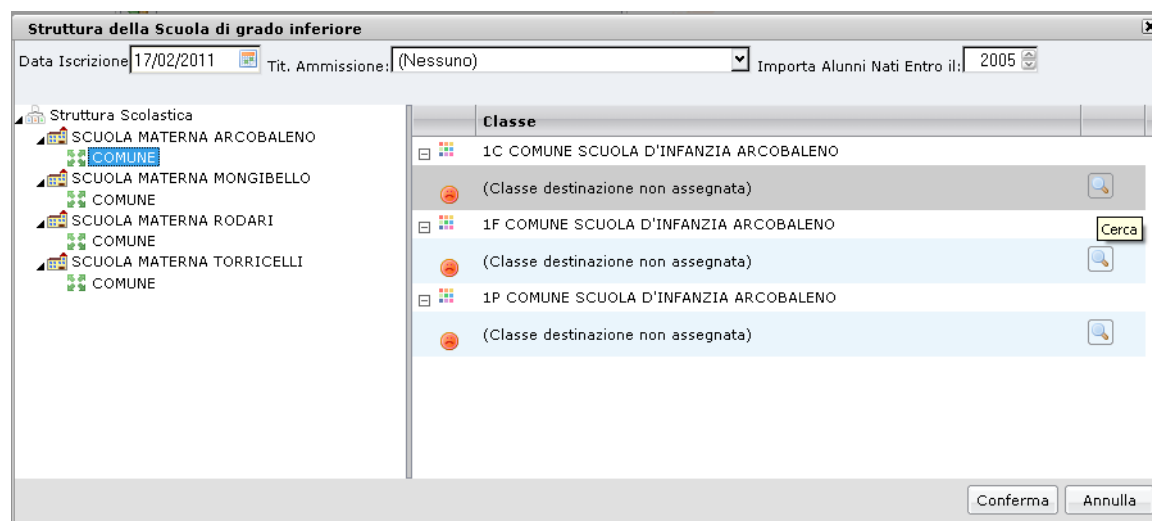 Struttura della Scuola di grado inferiore
Data Iscrizione 17/02/2011 Tit. Ammissione: (Nessuno) Importa Alunni Nati Entro il: 2005
Struttura Scolastica
SCUOLA MATERNA ARCOBALENO
COMUNE
SCUOLA MATERNA MONGIBELLO
COMUNE
SCUOLA MATERNA RODARI
COMUNE
SCUOLA MATERNA TORRICELLI
COMUNE
Classe
1C COMUNE SCUOLA D'INFANZIA ARCOBALENO
(Classe destinazione non assegnata)
1F COMUNE SCUOLA D'INFANZIA ARCOBALENO
Cerca
(Classe destinazione non assegnata)
1P COMUNE SCUOLA D'INFANZIA ARCOBALENO
(Classe destinazione non assegnata)
Conferma Annulla